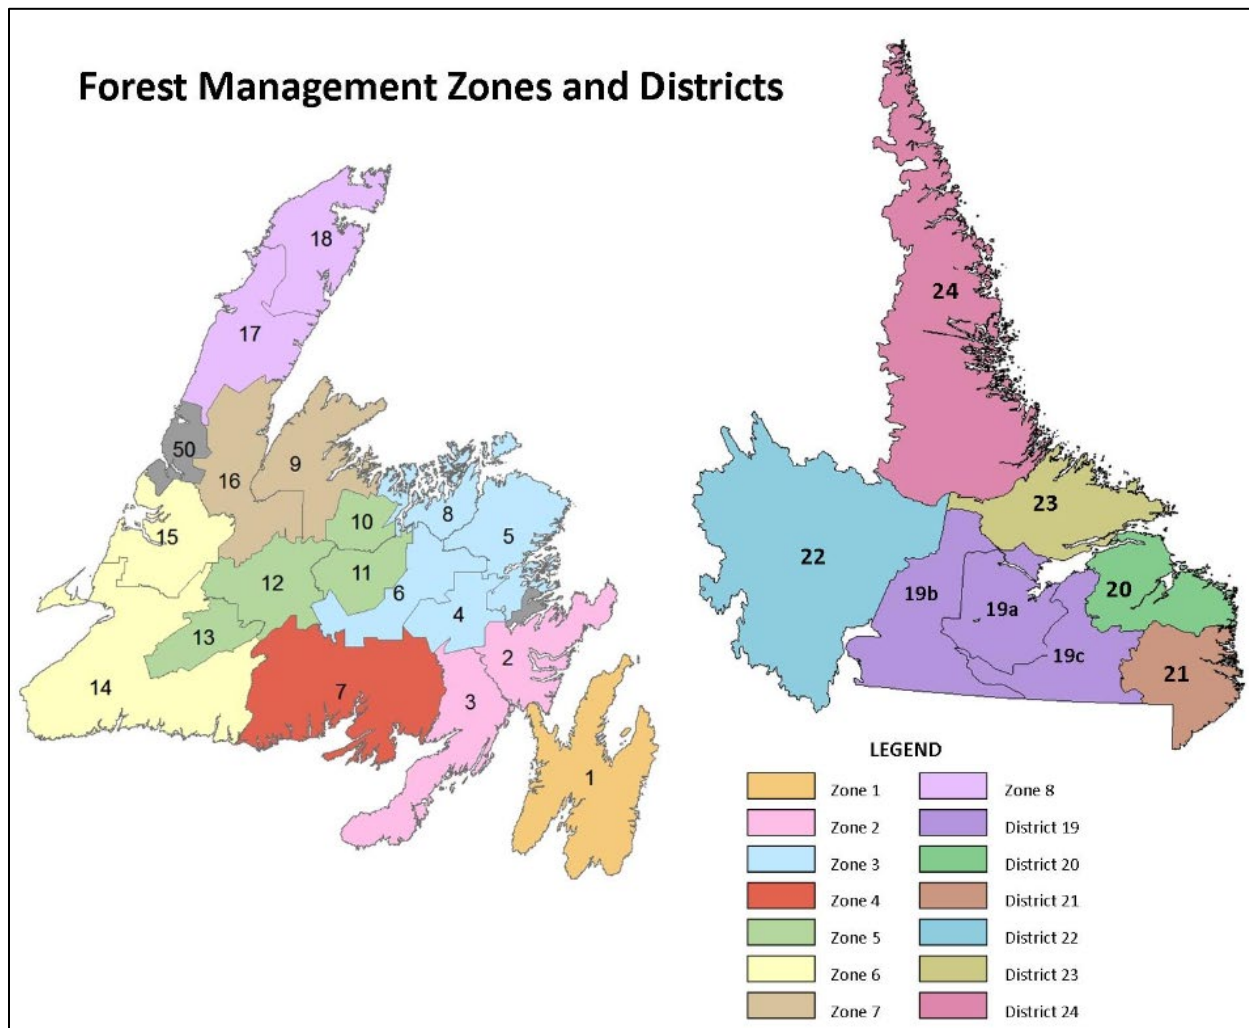 Forest Management Zones and Districts
18
17
50
16
9
15
10
8
5
12
11
6
4
13
14
7
2
3
1
24
23
22
20
19b
19a
19c
21
LEGEND
Zone 1
Zone 2
Zone 3
Zone 4
Zone 5
Zone 6
Zone 7
Zone 8
District 19
District 20
District 21
District 22
District 23
District 24